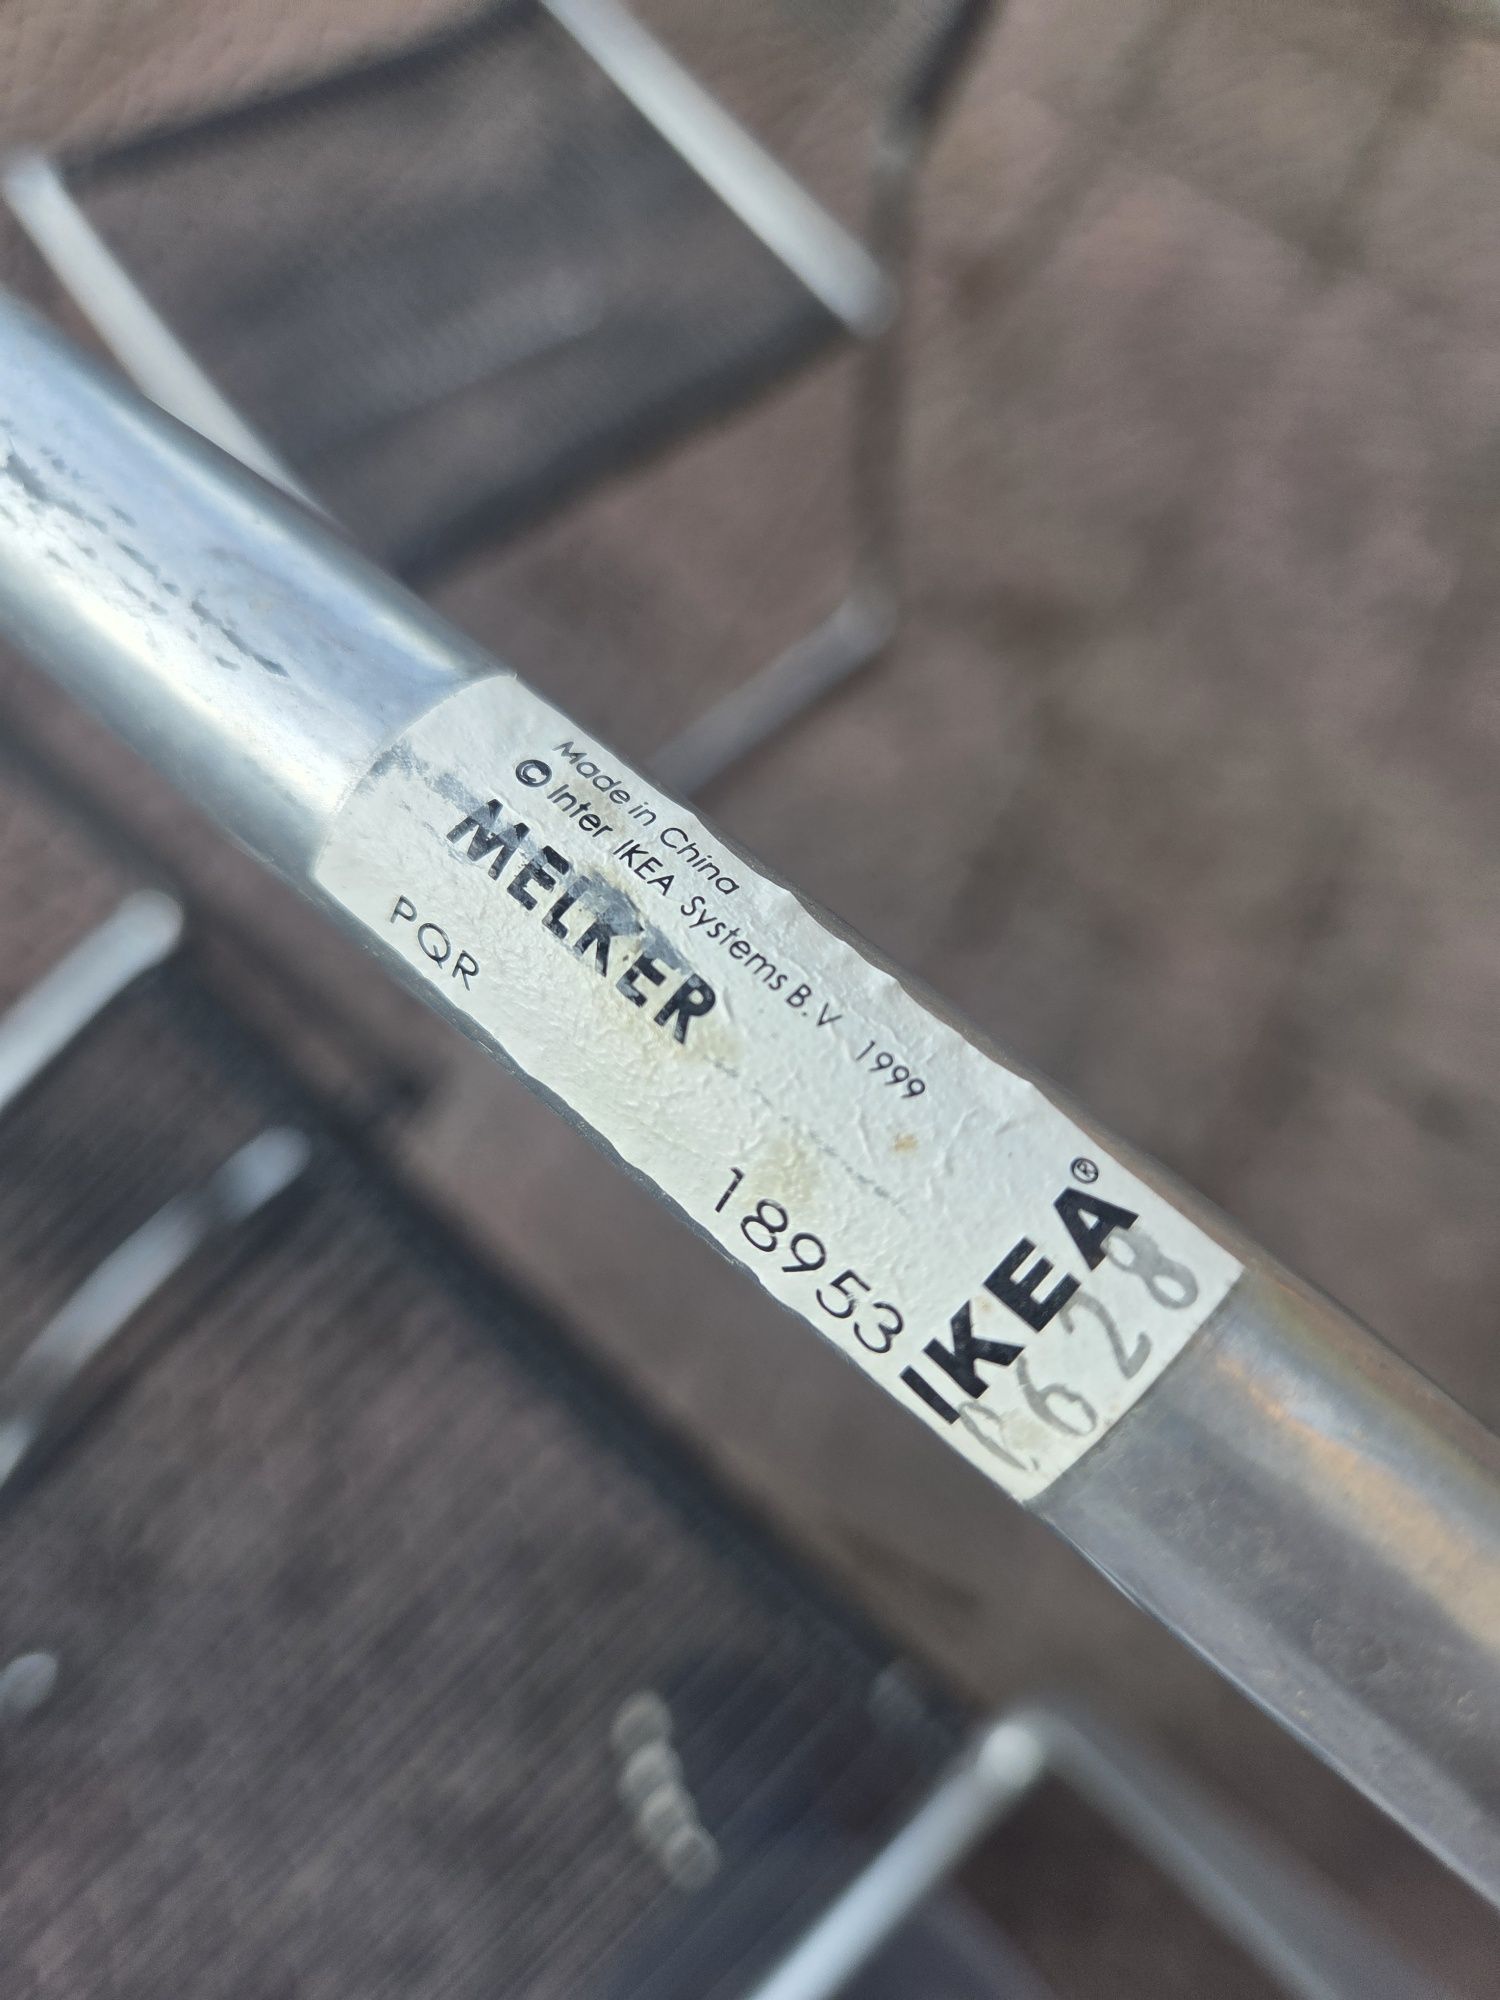 Made in China
© Inter IKEA Systems B.V 1999
MELKER
PQR
18953
IKEA®